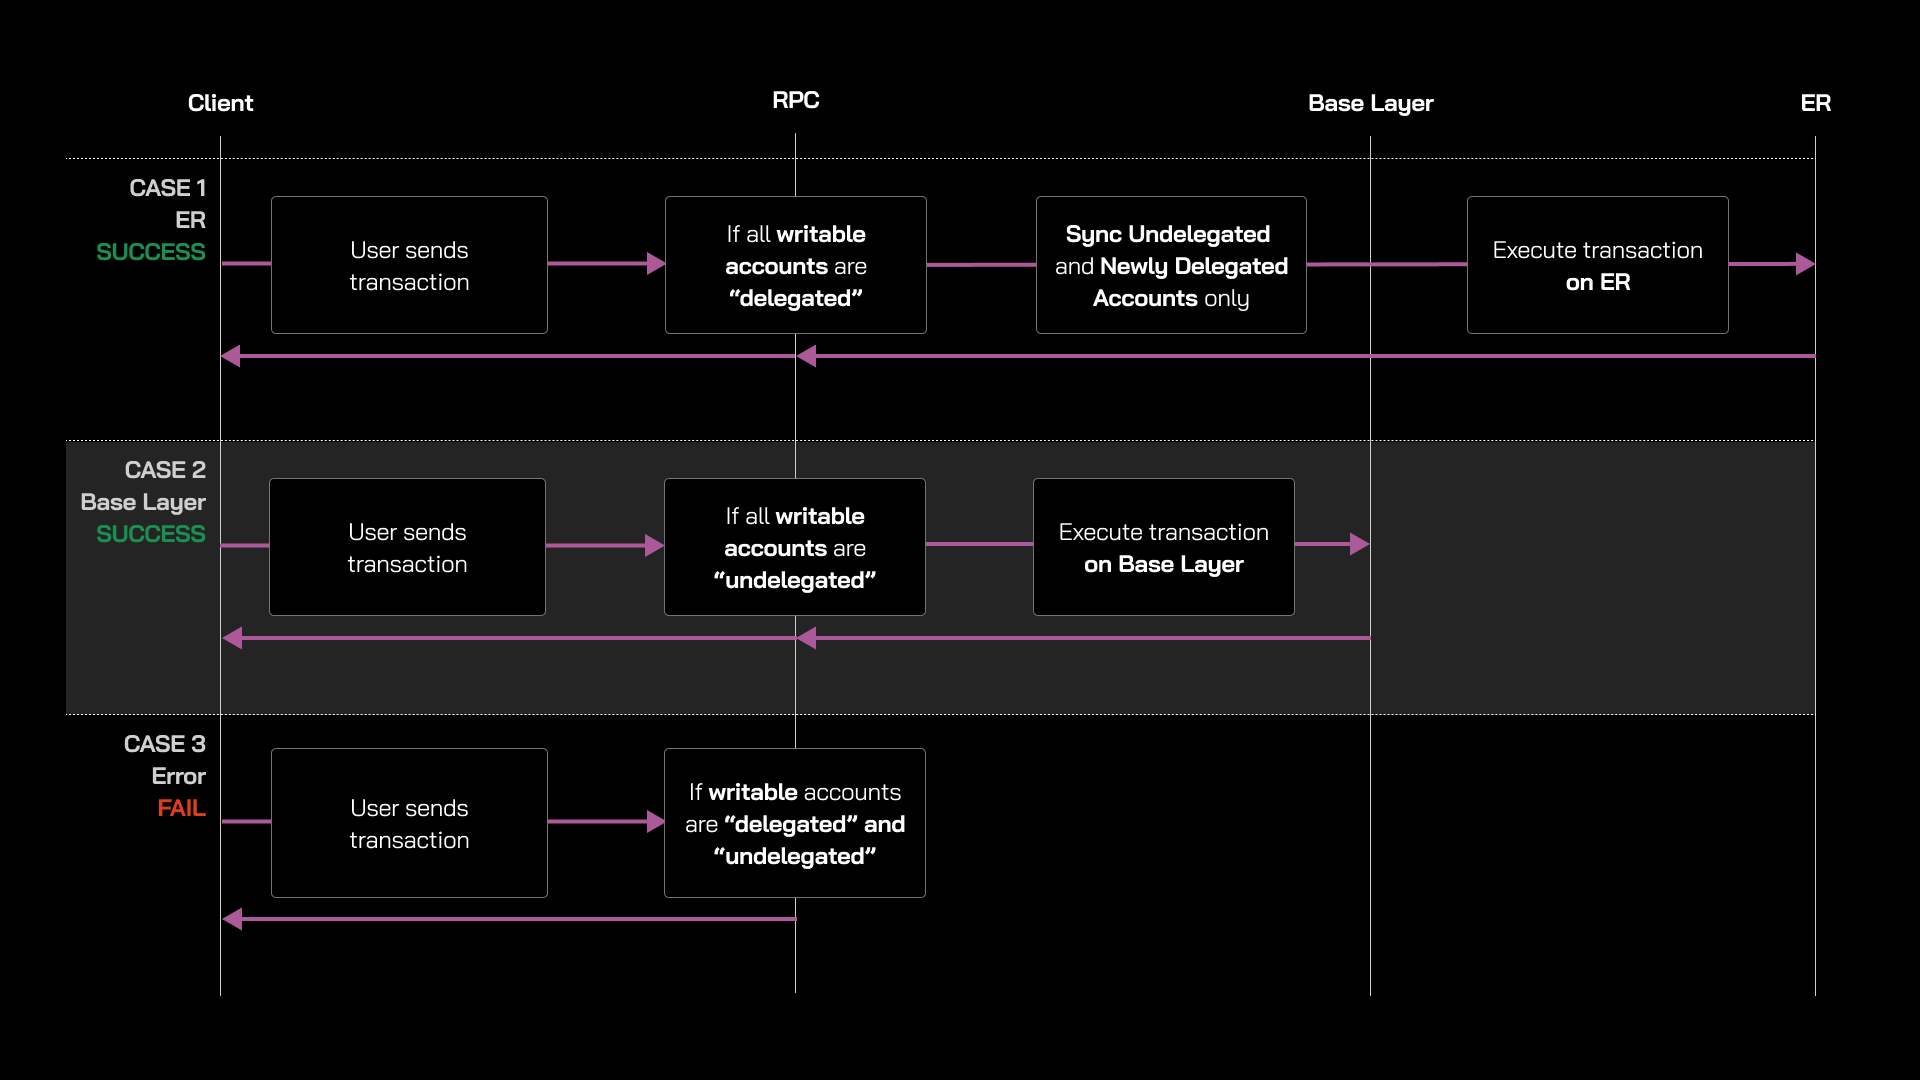 Client
RPC
Base Layer
ER
CASE 1
ER
SUCCESS
User sends
transaction
If all writable
accounts are
“delegated”
Sync Undelegated
and Newly Delegated
Accounts only
Execute transaction
on ER
CASE 2
Base Layer
SUCCESS
User sends
transaction
If all writable
accounts are
“undelegated”
Execute transaction
on Base Layer
CASE 3
Error
FAIL
User sends
transaction
If writable accounts
are “delegated” and
“undelegated”